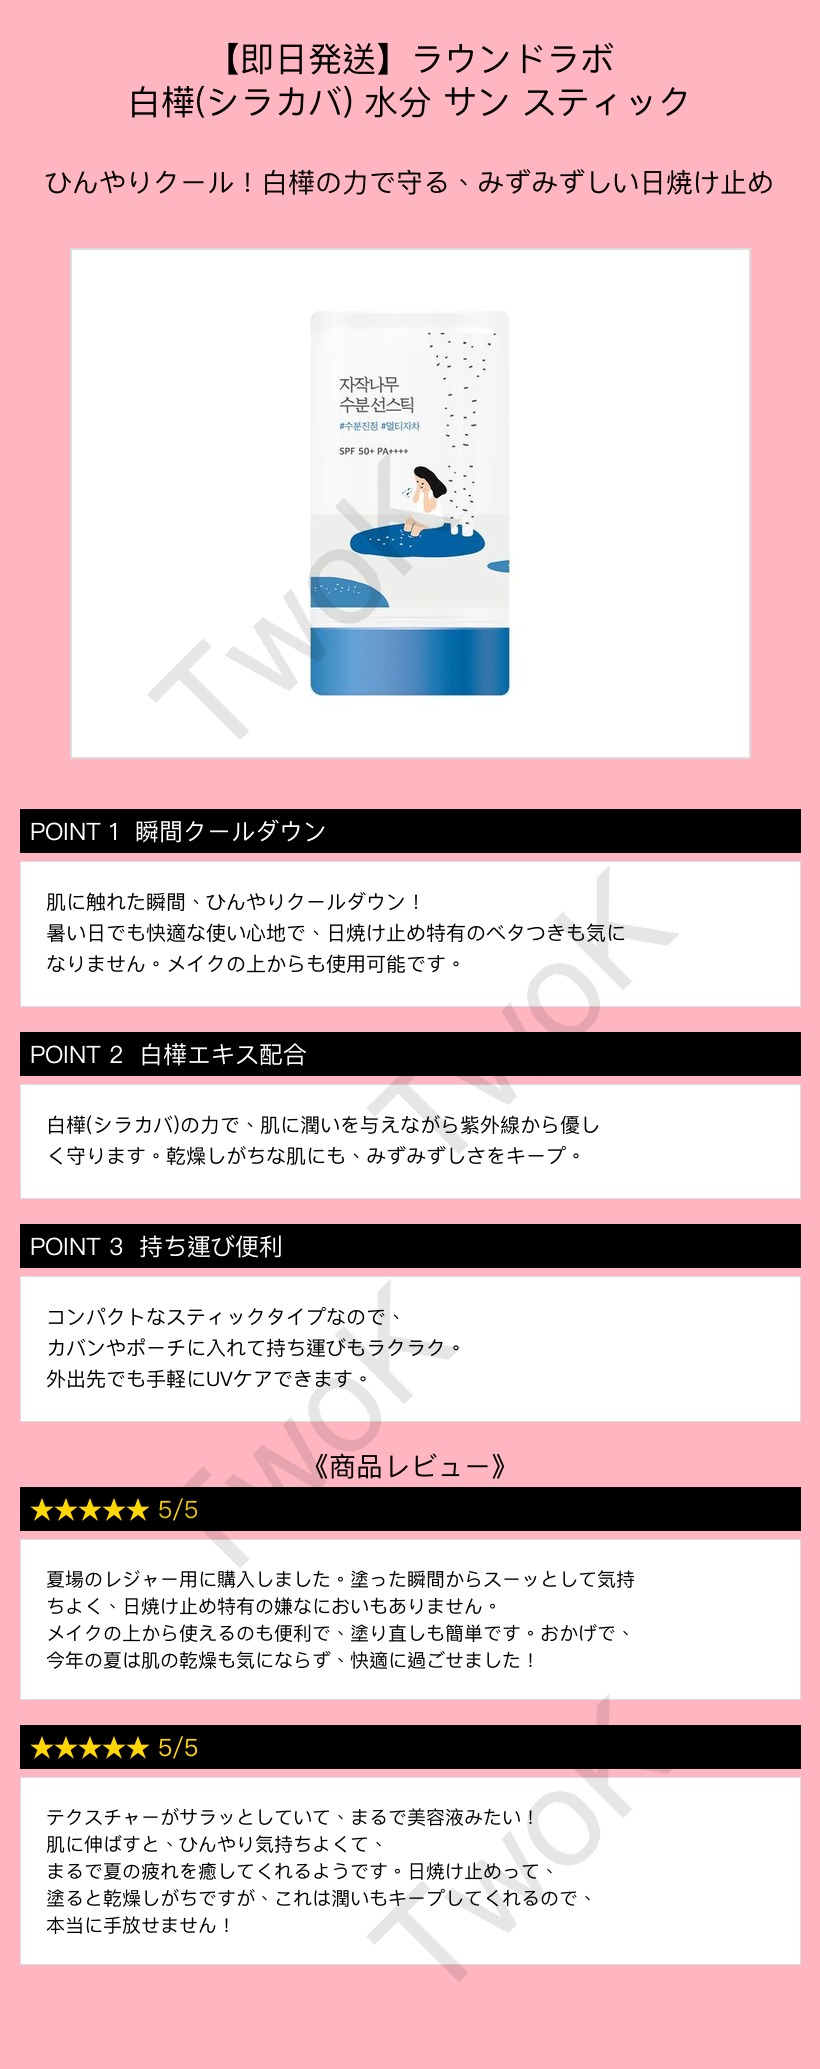 【即日発送】ラウンドラボ
白樺(シラカバ) 水分 サン スティック
ひんやりクール！白樺の力で守る、みずみずしい日焼け止め
자작나무
수분선스틱
#수분진정 #멀티자차
SPF 50+ PA++++
TwoK
POINT 1 瞬間クールダウン
肌に触れた瞬間、ひんやりクールダウン！
暑い日でも快適な使い心地で、日焼け止め特有のベタつきも気に
なりません。メイクの上からも使用可能です。
TwoK
POINT 2 白樺エキス配合
白樺(シラカバ)の力で、肌に潤いを与えながら紫外線から優し
く守ります。乾燥しがちな肌にも、みずみずしさをキープ。
POINT 3 持ち運び便利
コンパクトなスティックタイプなので、
カバンやポーチに入れて持ち運びもラクラク。
外出先でも手軽にUVケアできます。
TwoK
《商品レビュー》
★★★★★ 5/5
夏場のレジャー用に購入しました。塗った瞬間からスーッとして気持
ちよく、日焼け止め特有の嫌なにおいもありません。
メイクの上から使えるのも便利で、塗り直しも簡単です。おかげで、
今年の夏は肌の乾燥も気にならず、快適に過ごせました！
★★★★★ 5/5
テクスチャーがサラッとしていて、まるで美容液みたい！
肌に伸ばすと、ひんやり気持ちよくて、
まるで夏の疲れを癒してくれるようです。日焼け止めって、
塗ると乾燥しがちですが、これは潤いもキープしてくれるので、
本当に手放せません！
TwoK